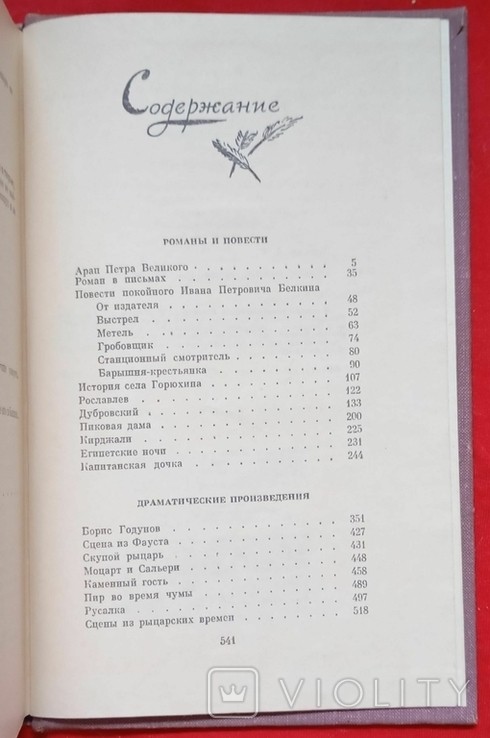 Содержание
РОМАНЫ И ПОВЕСТИ
Арап Петра Великого . . . . . . . . . . . 5
Роман в письмах . . . . . . . . . . . . 35
Повести покойного Ивана Петровича Белкина
От издателя . . . . . . . . . . . . 48
Выстрел . . . . . . . . . . . . . 52
Метель . . . . . . . . . . . . . 63
Гробовщик . . . . . . . . . . . . 74
Станционный смотритель . . . . . . . . 80
Барышня-крестьянка . . . . . . . . . 90
История села Горюхина . . . . . . . . . 107
Рославлев . . . . . . . . . . . . . 122
Дубровский . . . . . . . . . . . . . 133
Пиковая дама . . . . . . . . . . . . 200
Кирджали . . . . . . . . . . . . . 225
Египетские ночи . . . . . . . . . . . 231
Капитанская дочка . . . . . . . . . . 244
ДРАМАТИЧЕСКИЕ ПРОИЗВЕДЕНИЯ
Борис Годунов . . . . . . . . . . . . 351
Сцена из Фауста . . . . . . . . . . . 427
Скупой рыцарь . . . . . . . . . . . . 431
Моцарт и Сальери . . . . . . . . . . . 448
Каменный гость . . . . . . . . . . . . 458
Пир во время чумы . . . . . . . . . . 489
Русалка . . . . . . . . . . . . . . 497
Сцены из рыцарских времен . . . . . . . . 518
541
VIOLITY